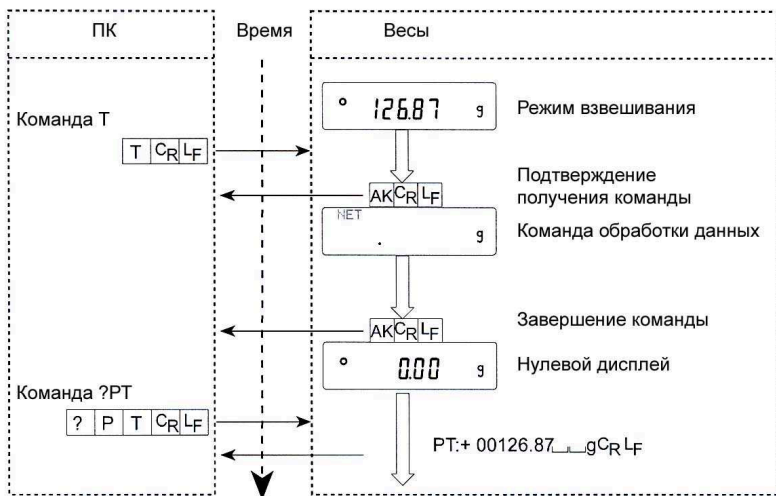 ПК Время Весы
° 126.87 g Режим взвешивания
Команда Т
T CR LF
Подтверждение
получения команды
AK CR LF
NET
. g Команда обработки данных
Завершение команды
AK CR LF
° 0.00 g Нулевой дисплей
Команда ?PT
? P T CR LF
PT:+ 00126.87␣␣gCR LF